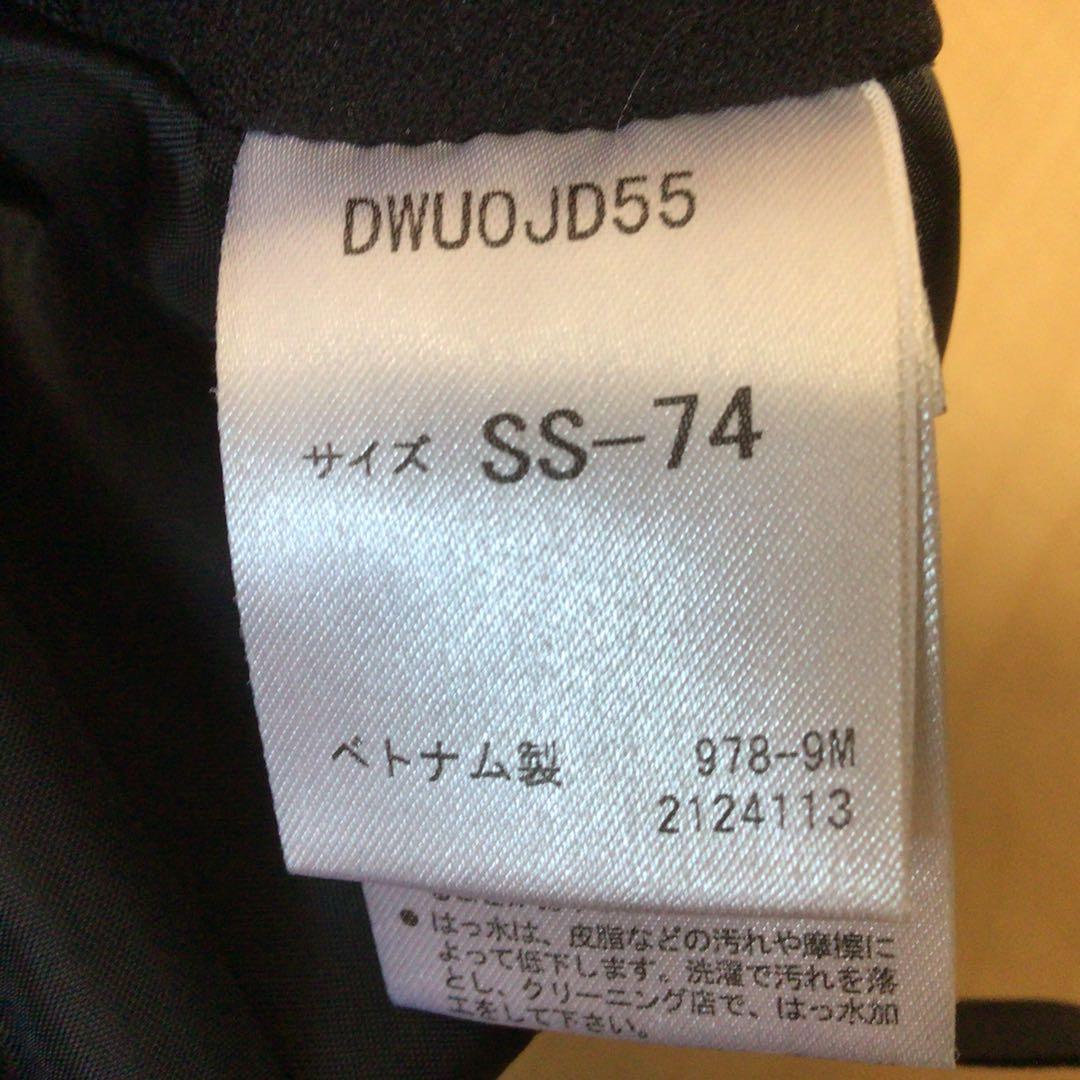 DWUOJD55
サイズ SS-74
ベトナム製 978-9M
2124113
● はっ水は、皮脂などの汚れや摩擦に
よって低下します。洗濯で汚れを落
とし、クリーニング店で、はっ水加
工をして下さい。